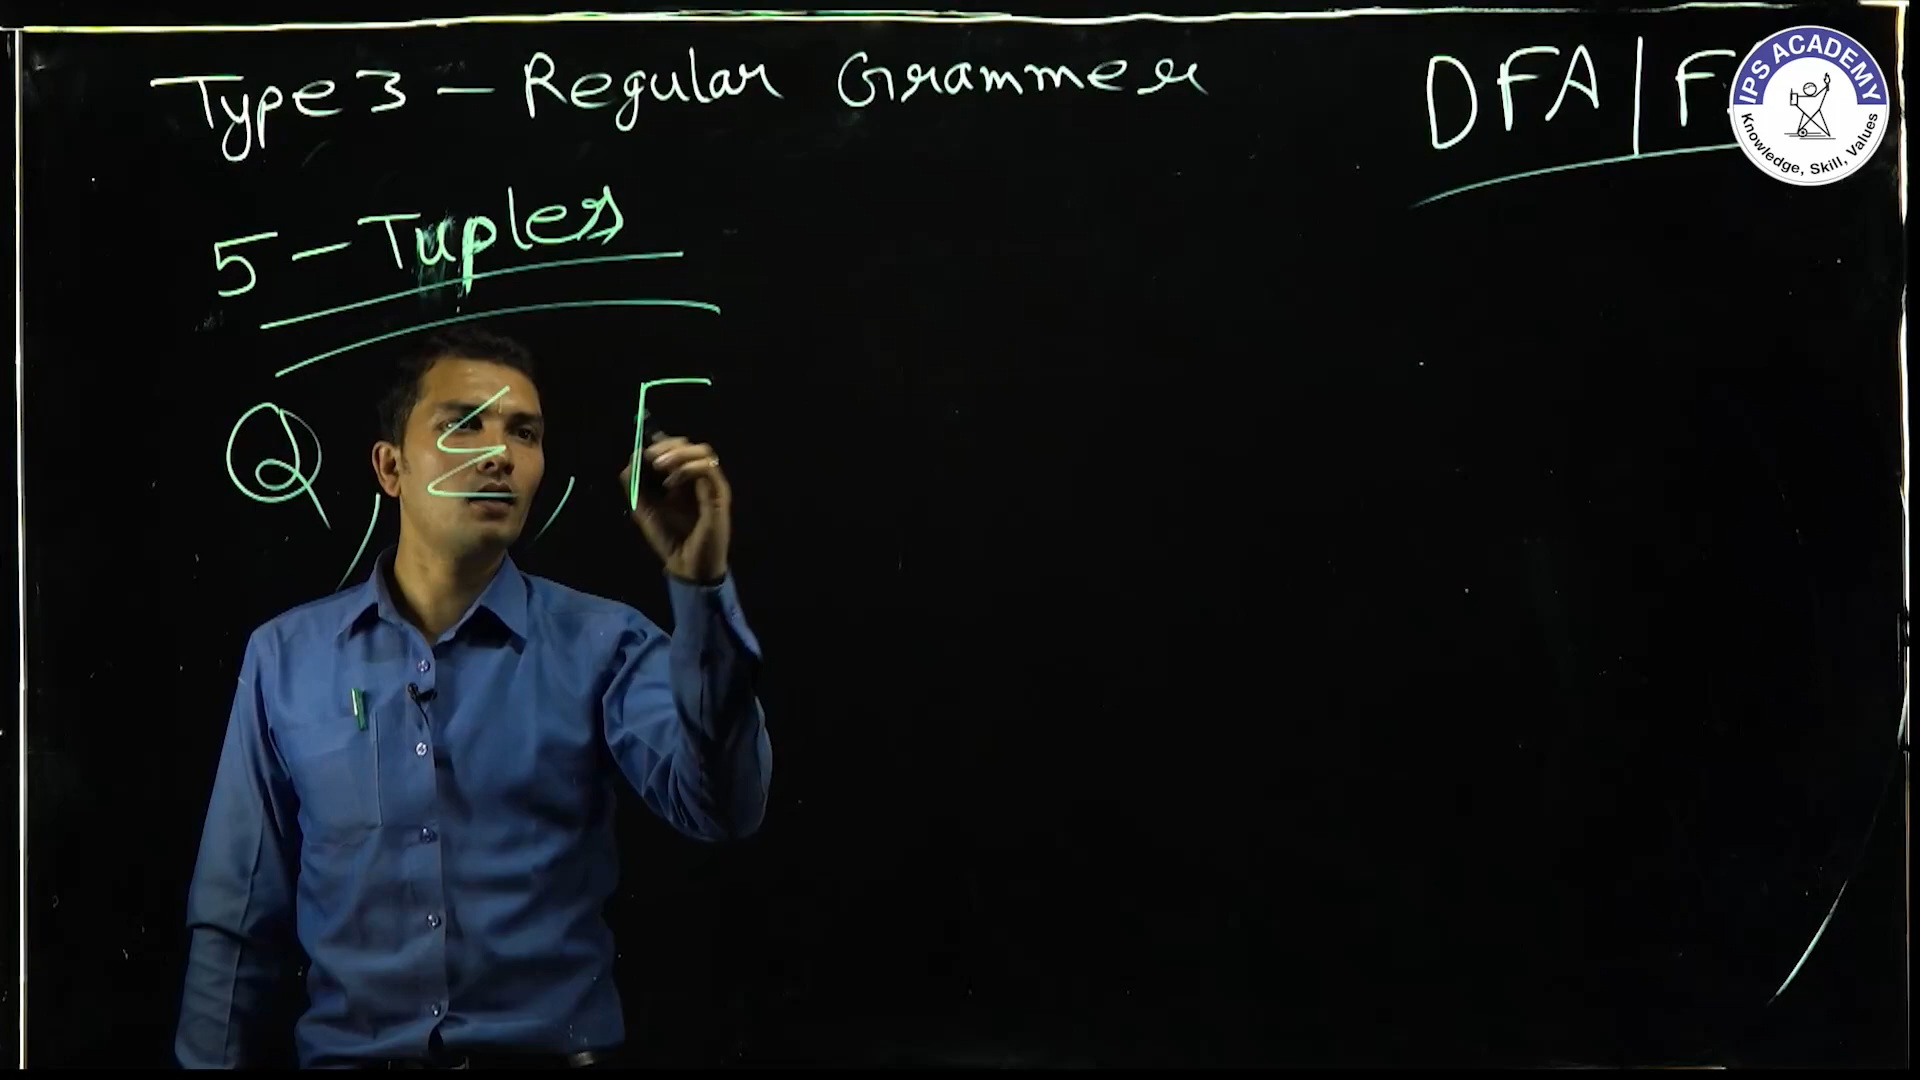 Type 3 - Regular Grammer
DFA | F
IPS ACADEMY
Knowledge, Skill, Values
5 - Tuples
Q, Σ, Γ